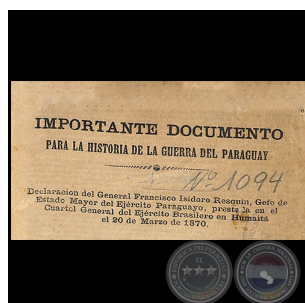 IMPORTANTE DOCUMENTO
PARA LA HISTORIA DE LA GUERRA DEL PARAGUAY
Nº 1094
Declaracion del General Francisco Isidoro Resquin, Gefe de
Estado Mayor del Ejército Paraguayo, prestada en el
Cuartel General del Ejército Brasilero en Humaitá
el 20 de Marzo de 1870.